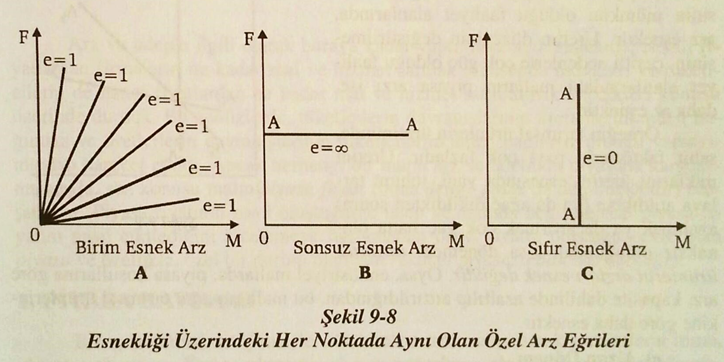 F
e=1
e=1
e=1
e=1
e=1
e=1
0
M
Birim Esnek Arz
A
F
A
A
e=∞
0
M
Sonsuz Esnek Arz
B
F
A
e=0
A
0
M
Sıfır Esnek Arz
C
Şekil 9-8
Esnekliği Üzerindeki Her Noktada Aynı Olan Özel Arz Eğrileri